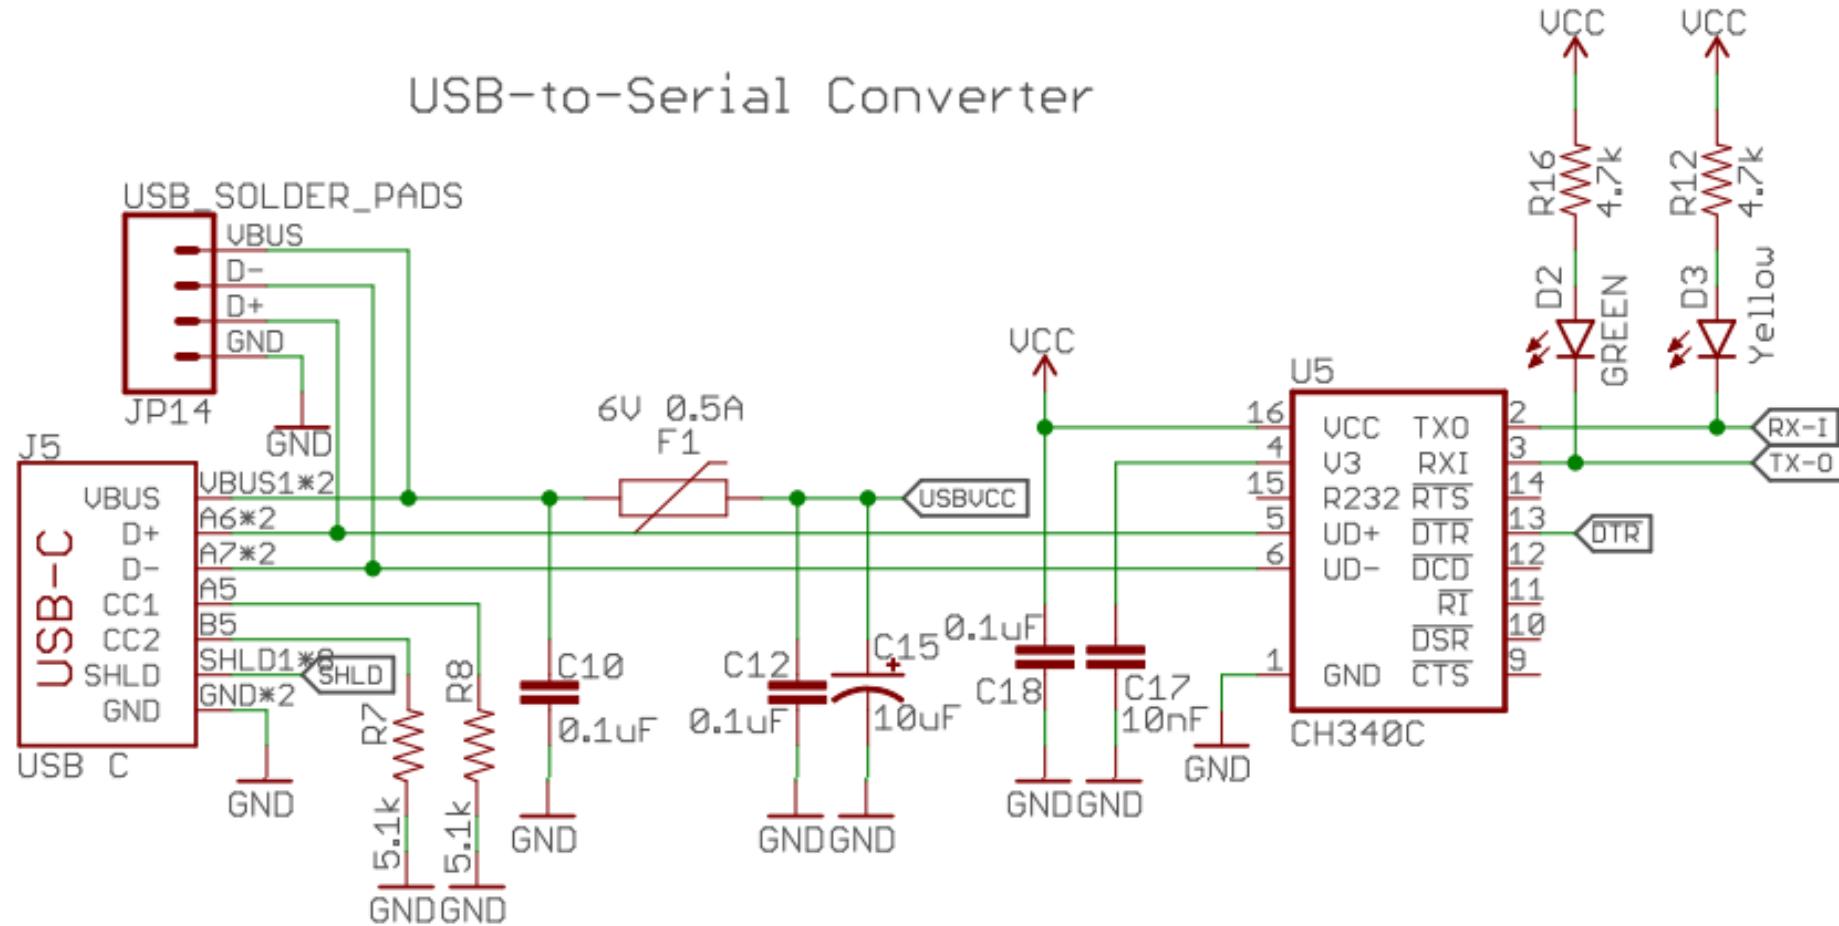 VCC VCC
USB-to-Serial Converter
R16 4.7k R12 4.7k
USB_SOLDER_PADS
VBUS
D-
D+
GND
JP14
GND
D2 GREEN D3 Yellow
VCC
6V 0.5A
F1
J5
USB-C
VBUS VBUS1*2
D+ A6*2
D- A7*2
CC1 A5
CC2 B5
SHLD SHLD1*8 SHLD
GND GND*2
USB C
GND
R7 5.1k
R8 5.1k
GND GND
C10
0.1uF
GND
USBVCC
C12
0.1uF
C15
+
10uF
GND GND
0.1uF
C18
C17
10nF
GND GND
U5
16 VCC TXO 2 RX-I
4 V3 RXI 3 TX-O
15 R232 RTS 14
5 UD+ DTR 13 DTR
6 UD- DCD 12
RI 11
DSR 10
1 GND CTS 9
CH340C
GND